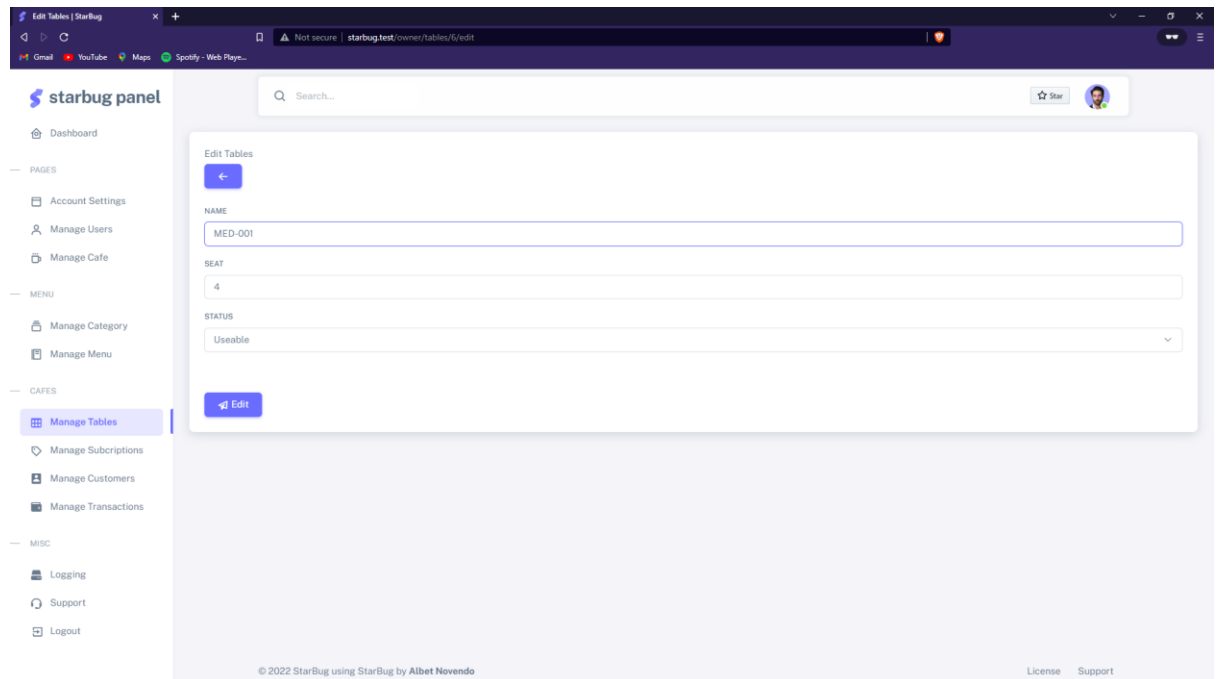 Edit Tables | StarBug
Not secure | starbug.test/owner/tables/6/edit
Gmail YouTube Maps Spotify - Web Playe...
starbug panel
Search...
Star
Dashboard
PAGES
Account Settings
Manage Users
Manage Cafe
MENU
Manage Category
Manage Menu
CAFES
Manage Tables
Manage Subcriptions
Manage Customers
Manage Transactions
MISC
Logging
Support
Logout
Edit Tables
NAME
MED-001
SEAT
4
STATUS
Useable
Edit
© 2022 StarBug using StarBug by Albet Novendo
License Support